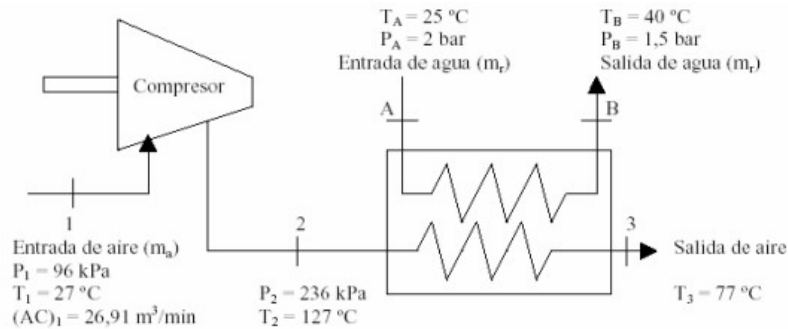 T_A = 25 ºC
P_A = 2 bar
Entrada de agua (m_r)
T_B = 40 ºC
P_B = 1,5 bar
Salida de agua (m_r)
Compresor
A
B
1
2
3
Entrada de aire (m_a)
P_1 = 96 kPa
T_1 = 27 ºC
(AC)_1 = 26,91 m³/min
P_2 = 236 kPa
T_2 = 127 ºC
Salida de aire
T_3 = 77 ºC